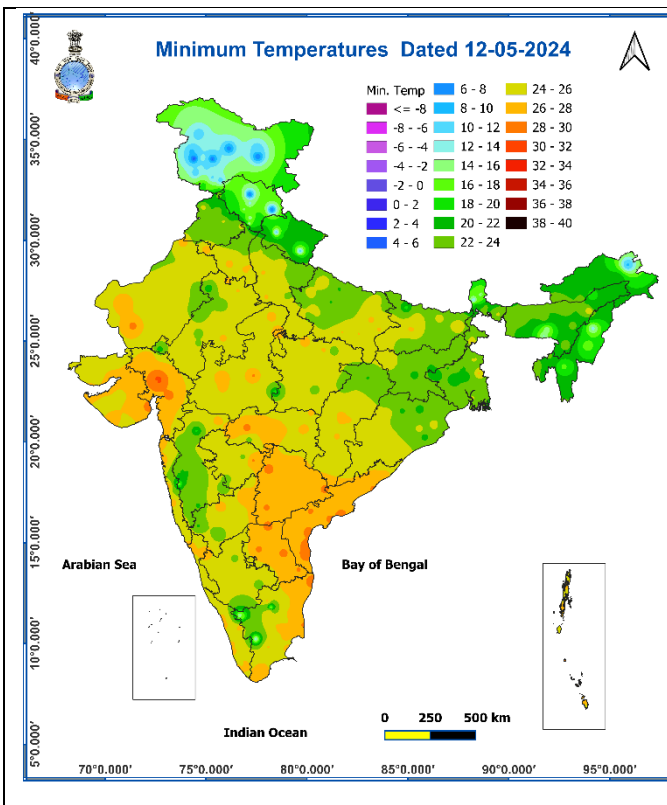 Minimum Temperatures Dated 12-05-2024
Min. Temp
<= -8
-8 - -6
-6 - -4
-4 - -2
-2 - 0
0 - 2
2 - 4
4 - 6
6 - 8
8 - 10
10 - 12
12 - 14
14 - 16
16 - 18
18 - 20
20 - 22
22 - 24
24 - 26
26 - 28
28 - 30
30 - 32
32 - 34
34 - 36
36 - 38
38 - 40
40°0.000'
35°0.000'
30°0.000'
25°0.000'
20°0.000'
15°0.000'
10°0.000'
5°0.000'
Arabian Sea
Bay of Bengal
Indian Ocean
0 250 500 km
70°0.000' 75°0.000' 80°0.000' 85°0.000' 90°0.000' 95°0.000'